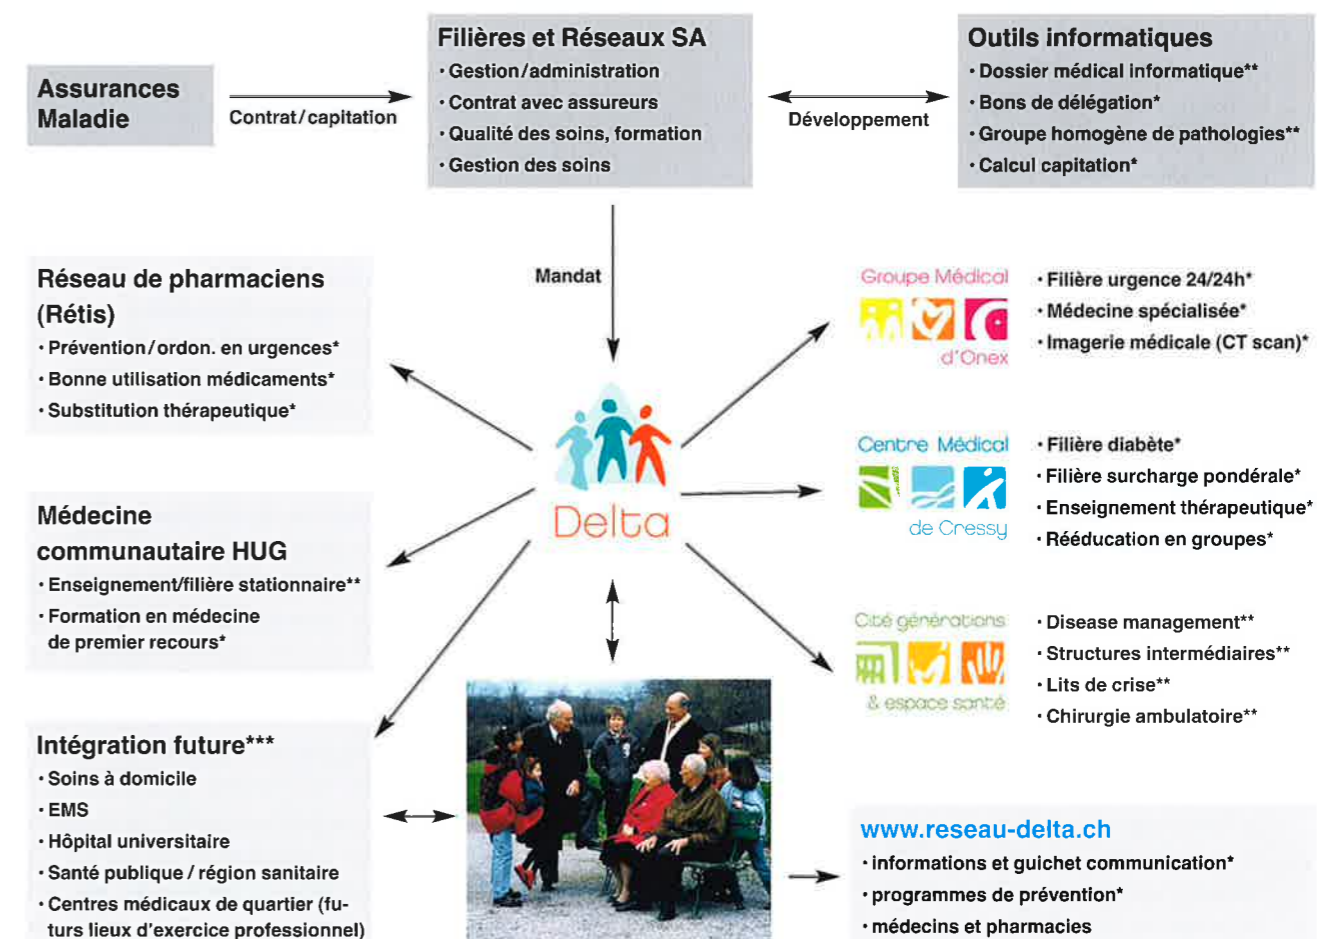 Assurances
Maladie
Contrat/capitation
Filières et Réseaux SA
· Gestion/administration
· Contrat avec assureurs
· Qualité des soins, formation
· Gestion des soins
Développement
Outils informatiques
· Dossier médical informatique**
· Bons de délégation*
· Groupe homogène de pathologies**
· Calcul capitation*
Mandat
Réseau de pharmaciens
(Rétis)
· Prévention/ordon. en urgences*
· Bonne utilisation médicaments*
· Substitution thérapeutique*
Groupe Médical
d'Onex
· Filière urgence 24/24h*
· Médecine spécialisée*
· Imagerie médicale (CT scan)*
Delta
Centre Médical
de Cressy
· Filière diabète*
· Filière surcharge pondérale*
· Enseignement thérapeutique*
· Rééducation en groupes*
Médecine
communautaire HUG
· Enseignement/filière stationnaire**
· Formation en médecine
de premier recours*
Cité générations
& espace santé
· Disease management**
· Structures intermédiaires**
· Lits de crise**
· Chirurgie ambulatoire**
Intégration future***
· Soins à domicile
· EMS
· Hôpital universitaire
· Santé publique / région sanitaire
· Centres médicaux de quartier (fu-
turs lieux d'exercice professionnel)
www.reseau-delta.ch
· informations et guichet communication*
· programmes de prévention*
· médecins et pharmacies